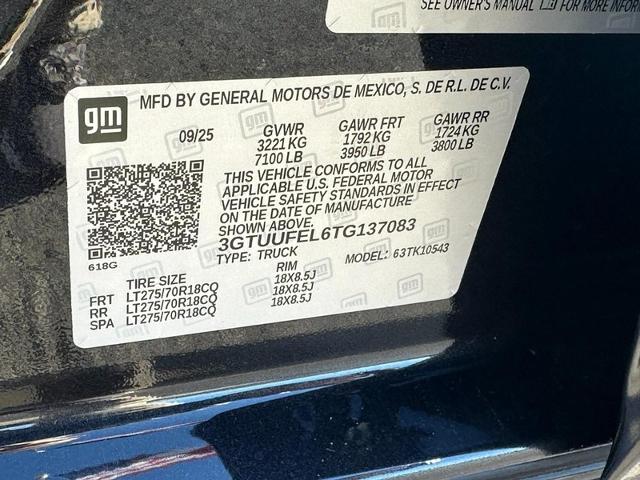 SEE OWNER'S MANUAL FOR MORE INFOR
gm
MFD BY GENERAL MOTORS DE MEXICO, S. DE R.L. DE C.V.
09/25 GVWR GAWR FRT GAWR RR
3221 KG 1792 KG 1724 KG
7100 LB 3950 LB 3800 LB
THIS VEHICLE CONFORMS TO ALL
APPLICABLE U.S. FEDERAL MOTOR
VEHICLE SAFETY STANDARDS IN EFFECT
ON THE DATE OF MANUFACTURE
SHOWN ABOVE.
3GTUUFEL6TG137083
TYPE: TRUCK MODEL: 63TK10543
618G
TIRE SIZE RIM
FRT LT275/70R18CQ 18X8.5J
RR LT275/70R18CQ 18X8.5J
SPA LT275/70R18CQ 18X8.5J